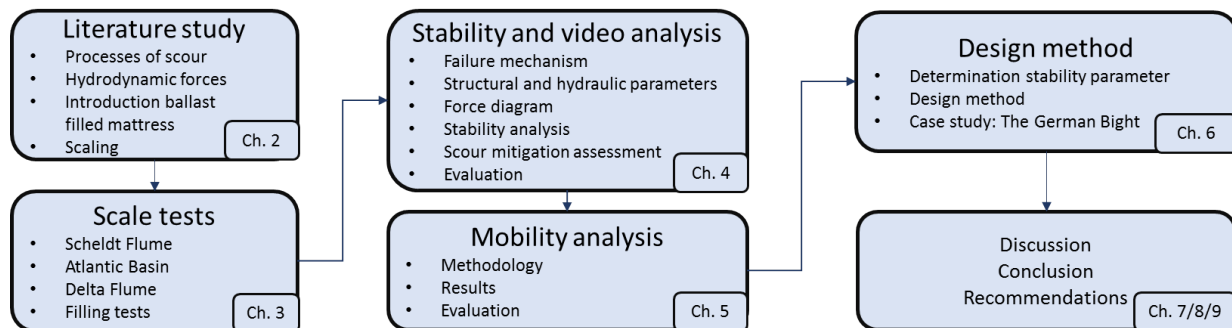 Literature study
• Processes of scour
• Hydrodynamic forces
• Introduction ballast
filled mattress
• Scaling
Ch. 2
Scale tests
• Scheldt Flume
• Atlantic Basin
• Delta Flume
• Filling tests
Ch. 3
Stability and video analysis
• Failure mechanism
• Structural and hydraulic parameters
• Force diagram
• Stability analysis
• Scour mitigation assessment
• Evaluation
Ch. 4
Mobility analysis
• Methodology
• Results
• Evaluation
Ch. 5
Design method
• Determination stability parameter
• Design method
• Case study: The German Bight
Ch. 6
Discussion
Conclusion
Recommendations
Ch. 7/8/9